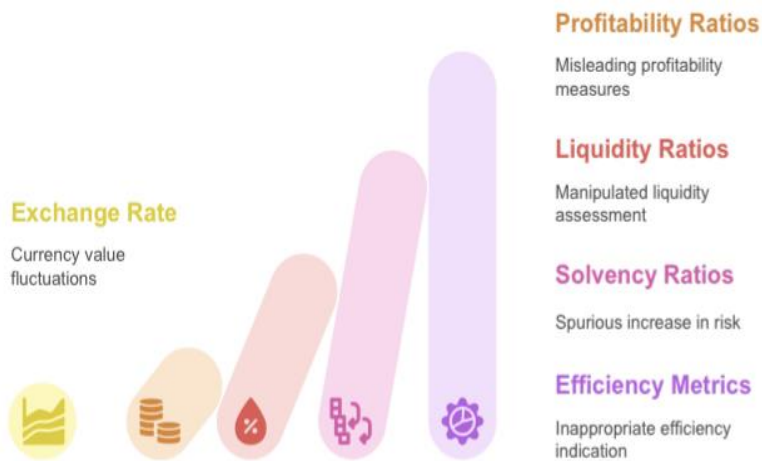 Exchange Rate
Currency value
fluctuations
Profitability Ratios
Misleading profitability
measures
Liquidity Ratios
Manipulated liquidity
assessment
Solvency Ratios
Spurious increase in risk
Efficiency Metrics
Inappropriate efficiency
indication
%